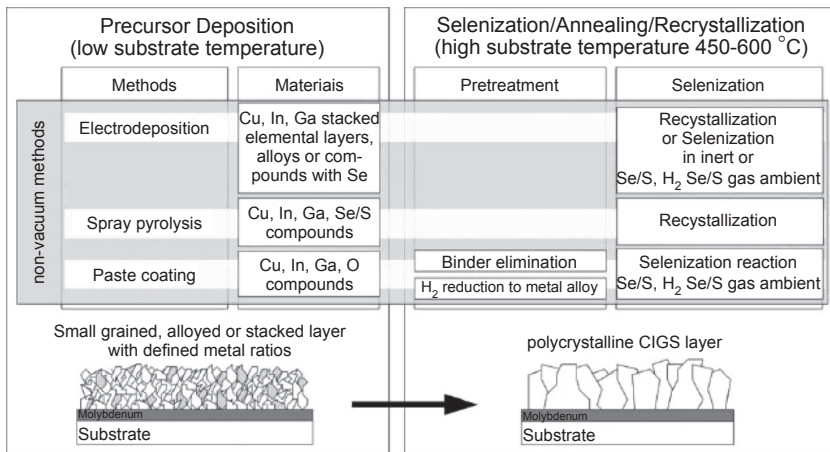 Precursor Deposition
(low substrate temperature)
Selenization/Annealing/Recrystallization
(high substrate temperature 450-600 °C)
Methods
Materiais
Pretreatment
Selenization
non-vacuum methods
Electrodeposition
Cu, In, Ga stacked
elemental layers,
alloys or com-
pounds with Se
Recystallization
or Selenization
in inert or
Se/S, H2 Se/S gas ambient
Spray pyrolysis
Cu, In, Ga, Se/S
compounds
Recystallization
Paste coating
Cu, In, Ga, O
compounds
Binder elimination
H2 reduction to metal alloy
Selenization reaction
Se/S, H2 Se/S gas ambient
Small grained, alloyed or stacked layer
with defined metal ratios
Molybdenum
Substrate
polycrystalline CIGS layer
Molybdenum
Substrate